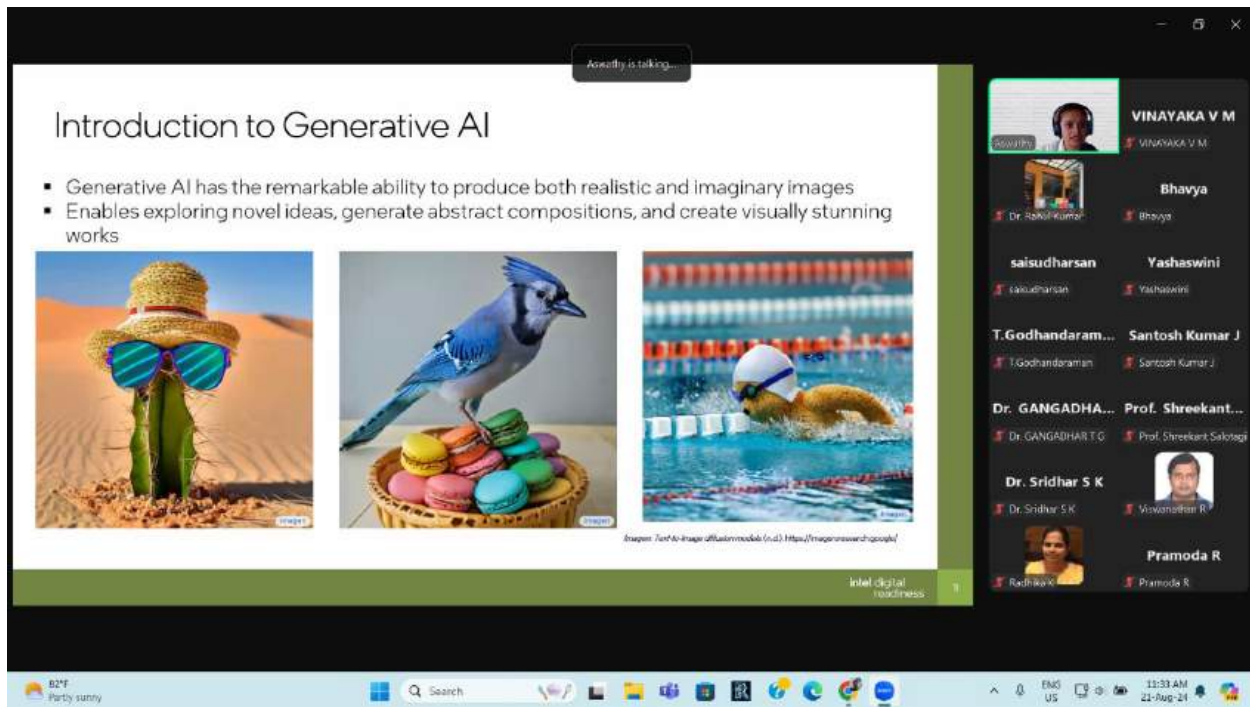 Aswathy is talking...
Introduction to Generative AI
▪ Generative AI has the remarkable ability to produce both realistic and imaginary images
▪ Enables exploring novel ideas, generate abstract compositions, and create visually stunning
works
imagen
imagen
imagen
Imagen: Text-to-image diffusion models (n.d.). https://imagen.research.google/
intel digital
readiness
Aswathy
VINAYAKA V M
VINAYAKA V M
Dr. Rahul Kumar
Bhavya
Bhavya
saisudharsan
saisudharsan
Yashaswini
Yashaswini
T.Godhandaram...
T.Godhandaraman
Santosh Kumar J
Santosh Kumar J
Dr. GANGADHA...
Dr. GANGADHAR T G
Prof. Shreekant...
Prof. Shreekant Salotagi
Dr. Sridhar S K
Dr. Sridhar S K
Viswanathan R
Radhika K
Pramoda R
Pramoda R
82°F
Partly sunny
Search
ENG
US
11:33 AM
21-Aug-24